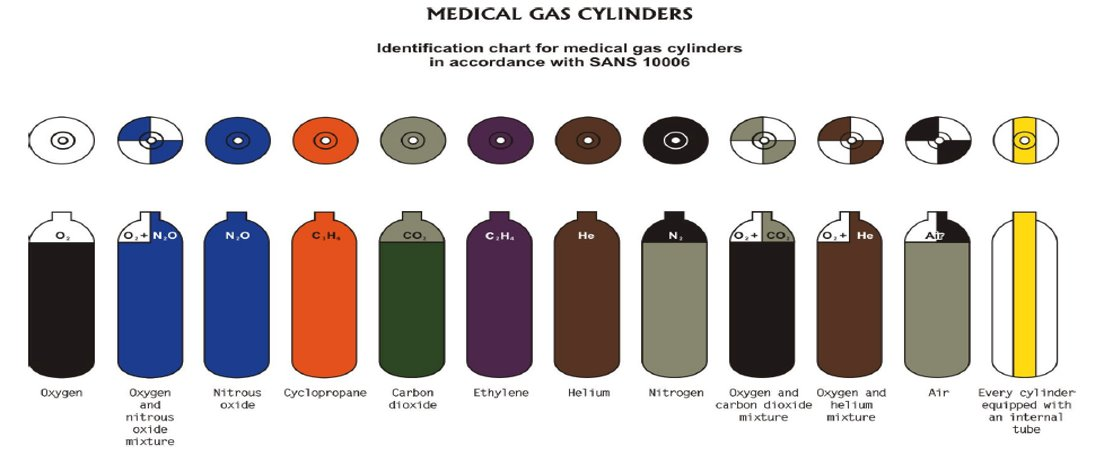 MEDICAL GAS CYLINDERS
Identification chart for medical gas cylinders
in accordance with SANS 10006
O₂
O₂+ N₂O
N₂O
C₃H₆
CO₂
C₂H₄
He
N₂
O₂+ CO₂
O₂+ He
Air
Oxygen
Oxygen
and
nitrous
oxide
mixture
Nitrous
oxide
Cyclopropane
Carbon
dioxide
Ethylene
Helium
Nitrogen
Oxygen and
carbon dioxide
mixture
Oxygen and
helium
mixture
Air
Every cylinder
equipped with
an internal
tube